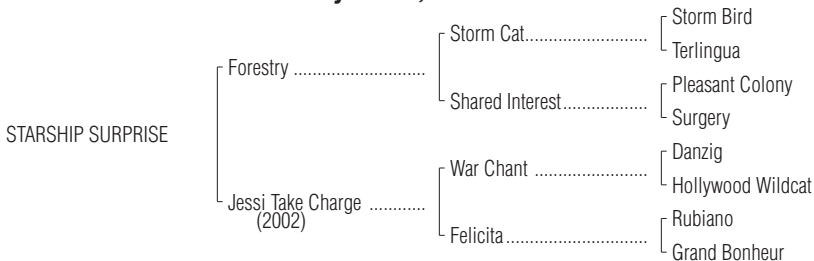 Storm Bird
Storm Cat..........................
Terlingua
Forestry ............................
Pleasant Colony
Shared Interest..................
Surgery
STARSHIP SURPRISE
Danzig
War Chant ........................
Hollywood Wildcat
Jessi Take Charge ............
(2002)
Rubiano
Felicita..............................
Grand Bonheur